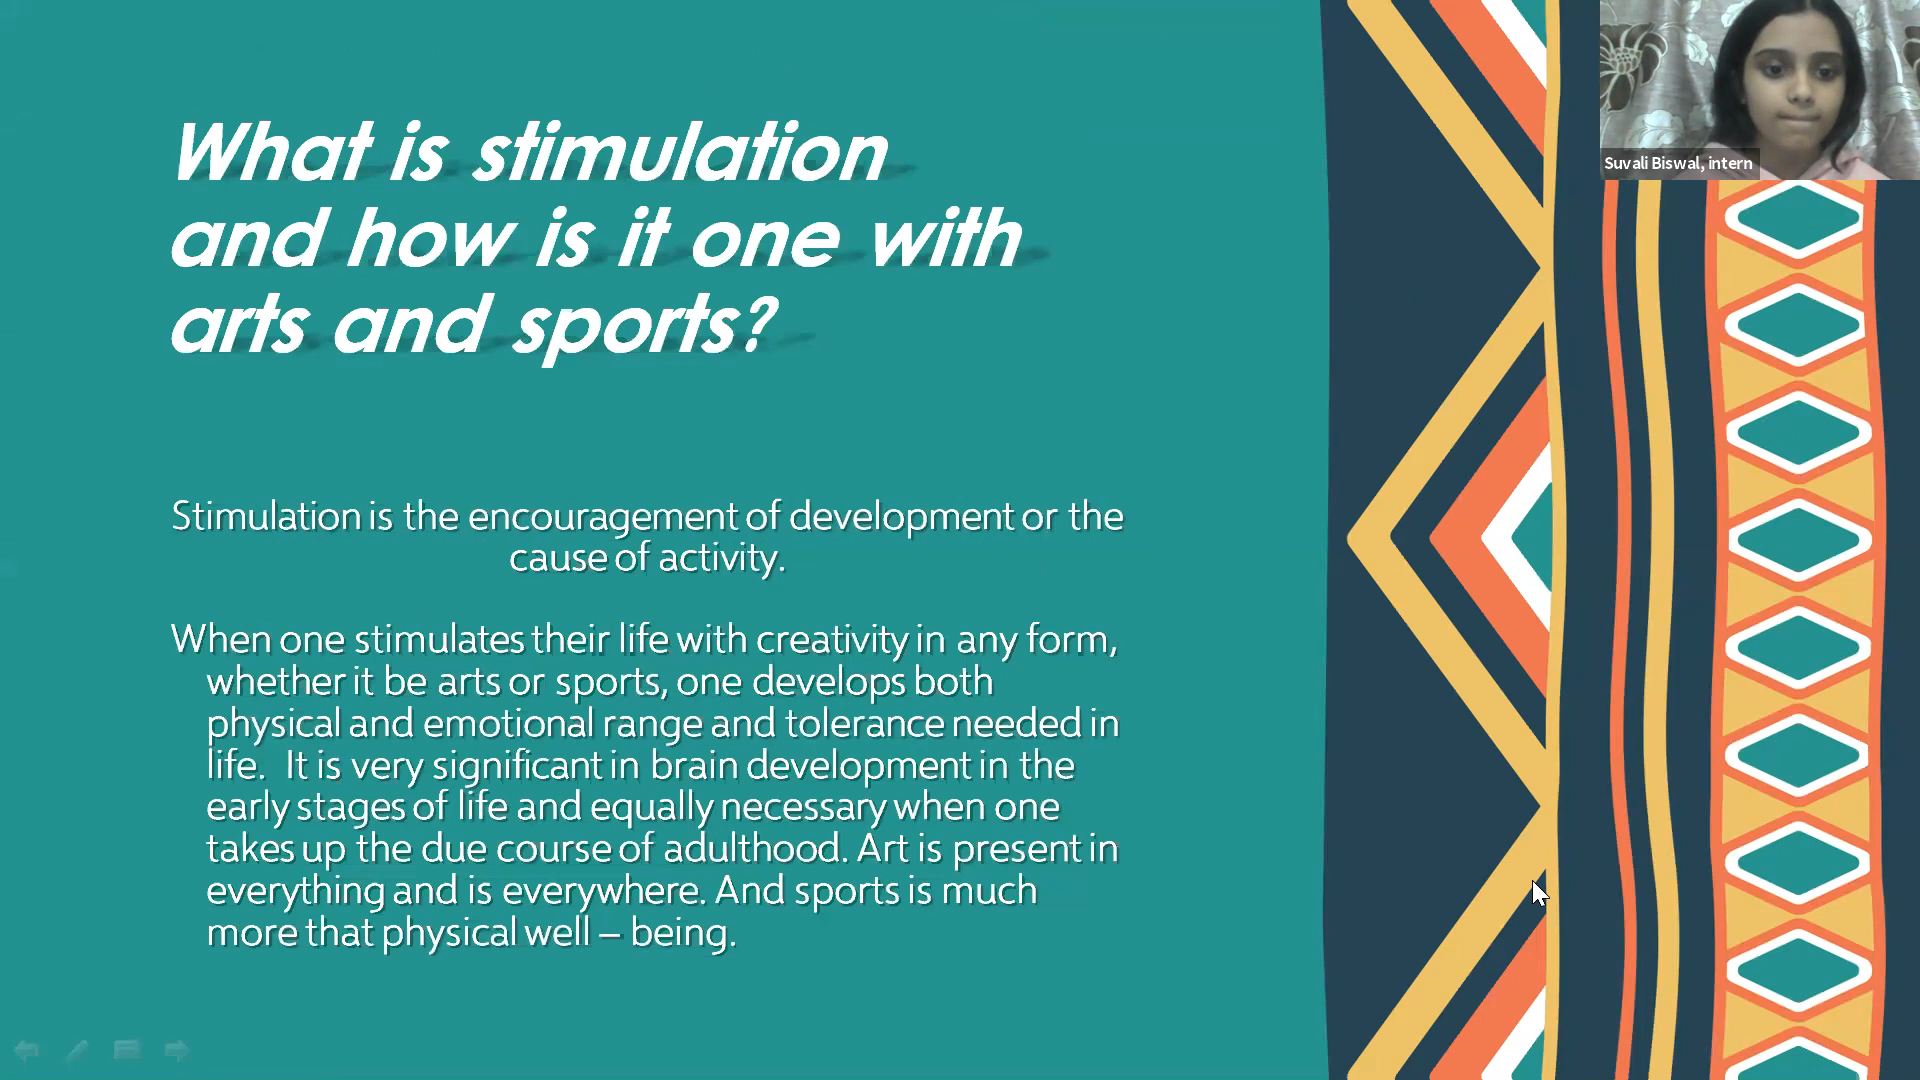 What is stimulation
and how is it one with
arts and sports?
Stimulation is the encouragement of development or the
cause of activity.
When one stimulates their life with creativity in any form,
whether it be arts or sports, one develops both
physical and emotional range and tolerance needed in
life.  It is very significant in brain development in the
early stages of life and equally necessary when one
takes up the due course of adulthood. Art is present in
everything and is everywhere. And sports is much
more that physical well – being.
Suvali Biswal, intern